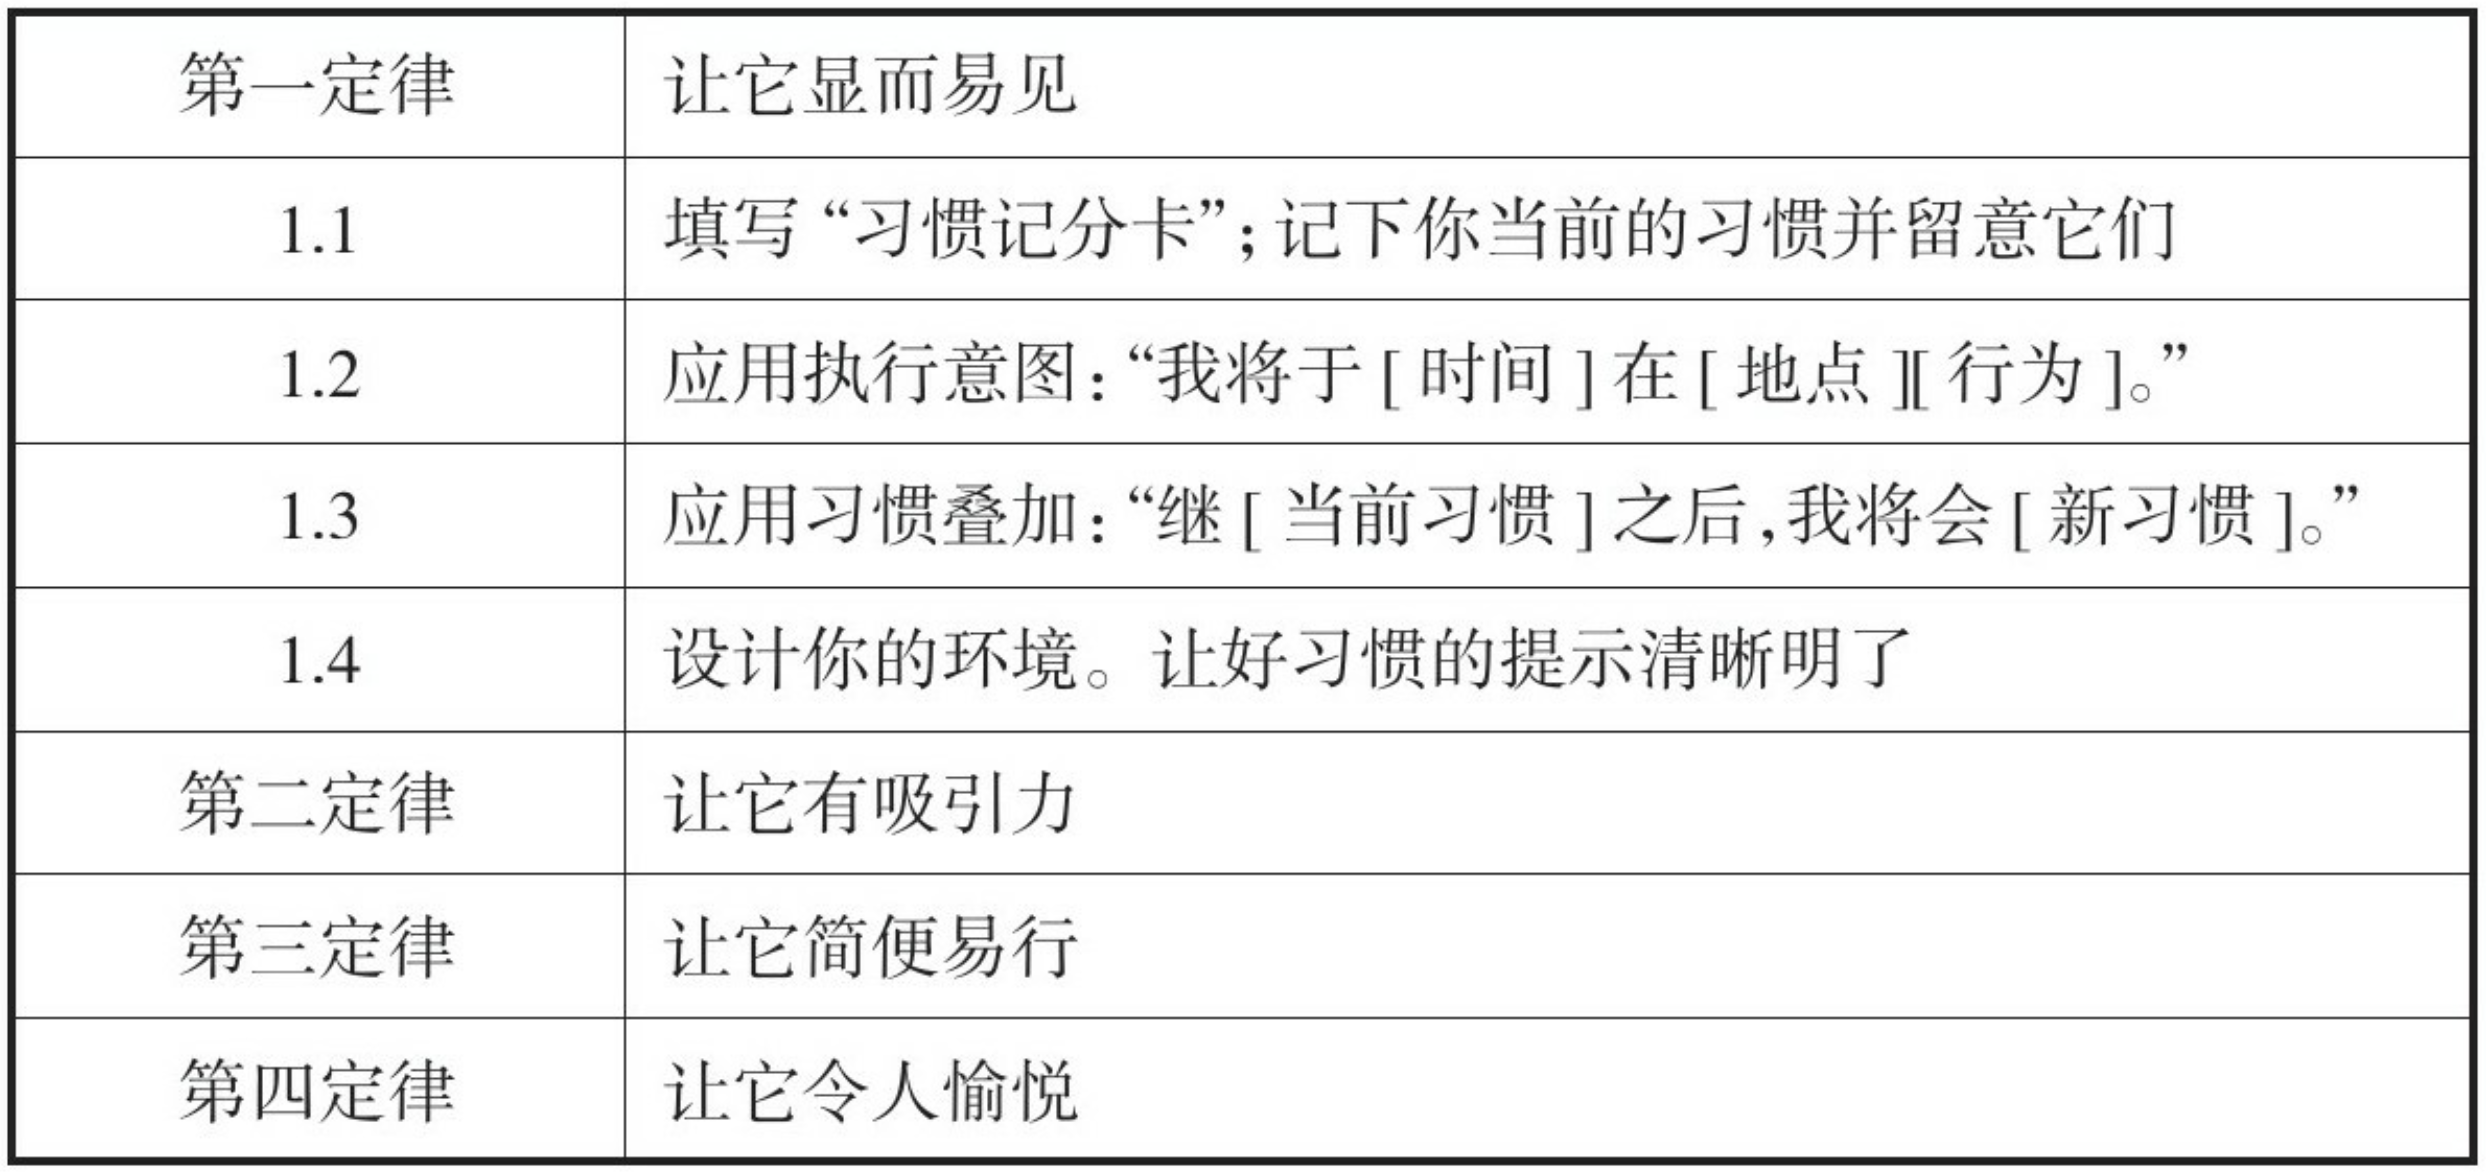 第一定律 让它显而易见
1.1 填写“习惯记分卡”;记下你当前的习惯并留意它们
1.2 应用执行意图:“我将于[时间]在[地点][行为]。”
1.3 应用习惯叠加:“继[当前习惯]之后,我将会[新习惯]。”
1.4 设计你的环境。让好习惯的提示清晰明了
第二定律 让它有吸引力
第三定律 让它简便易行
第四定律 让它令人愉悦